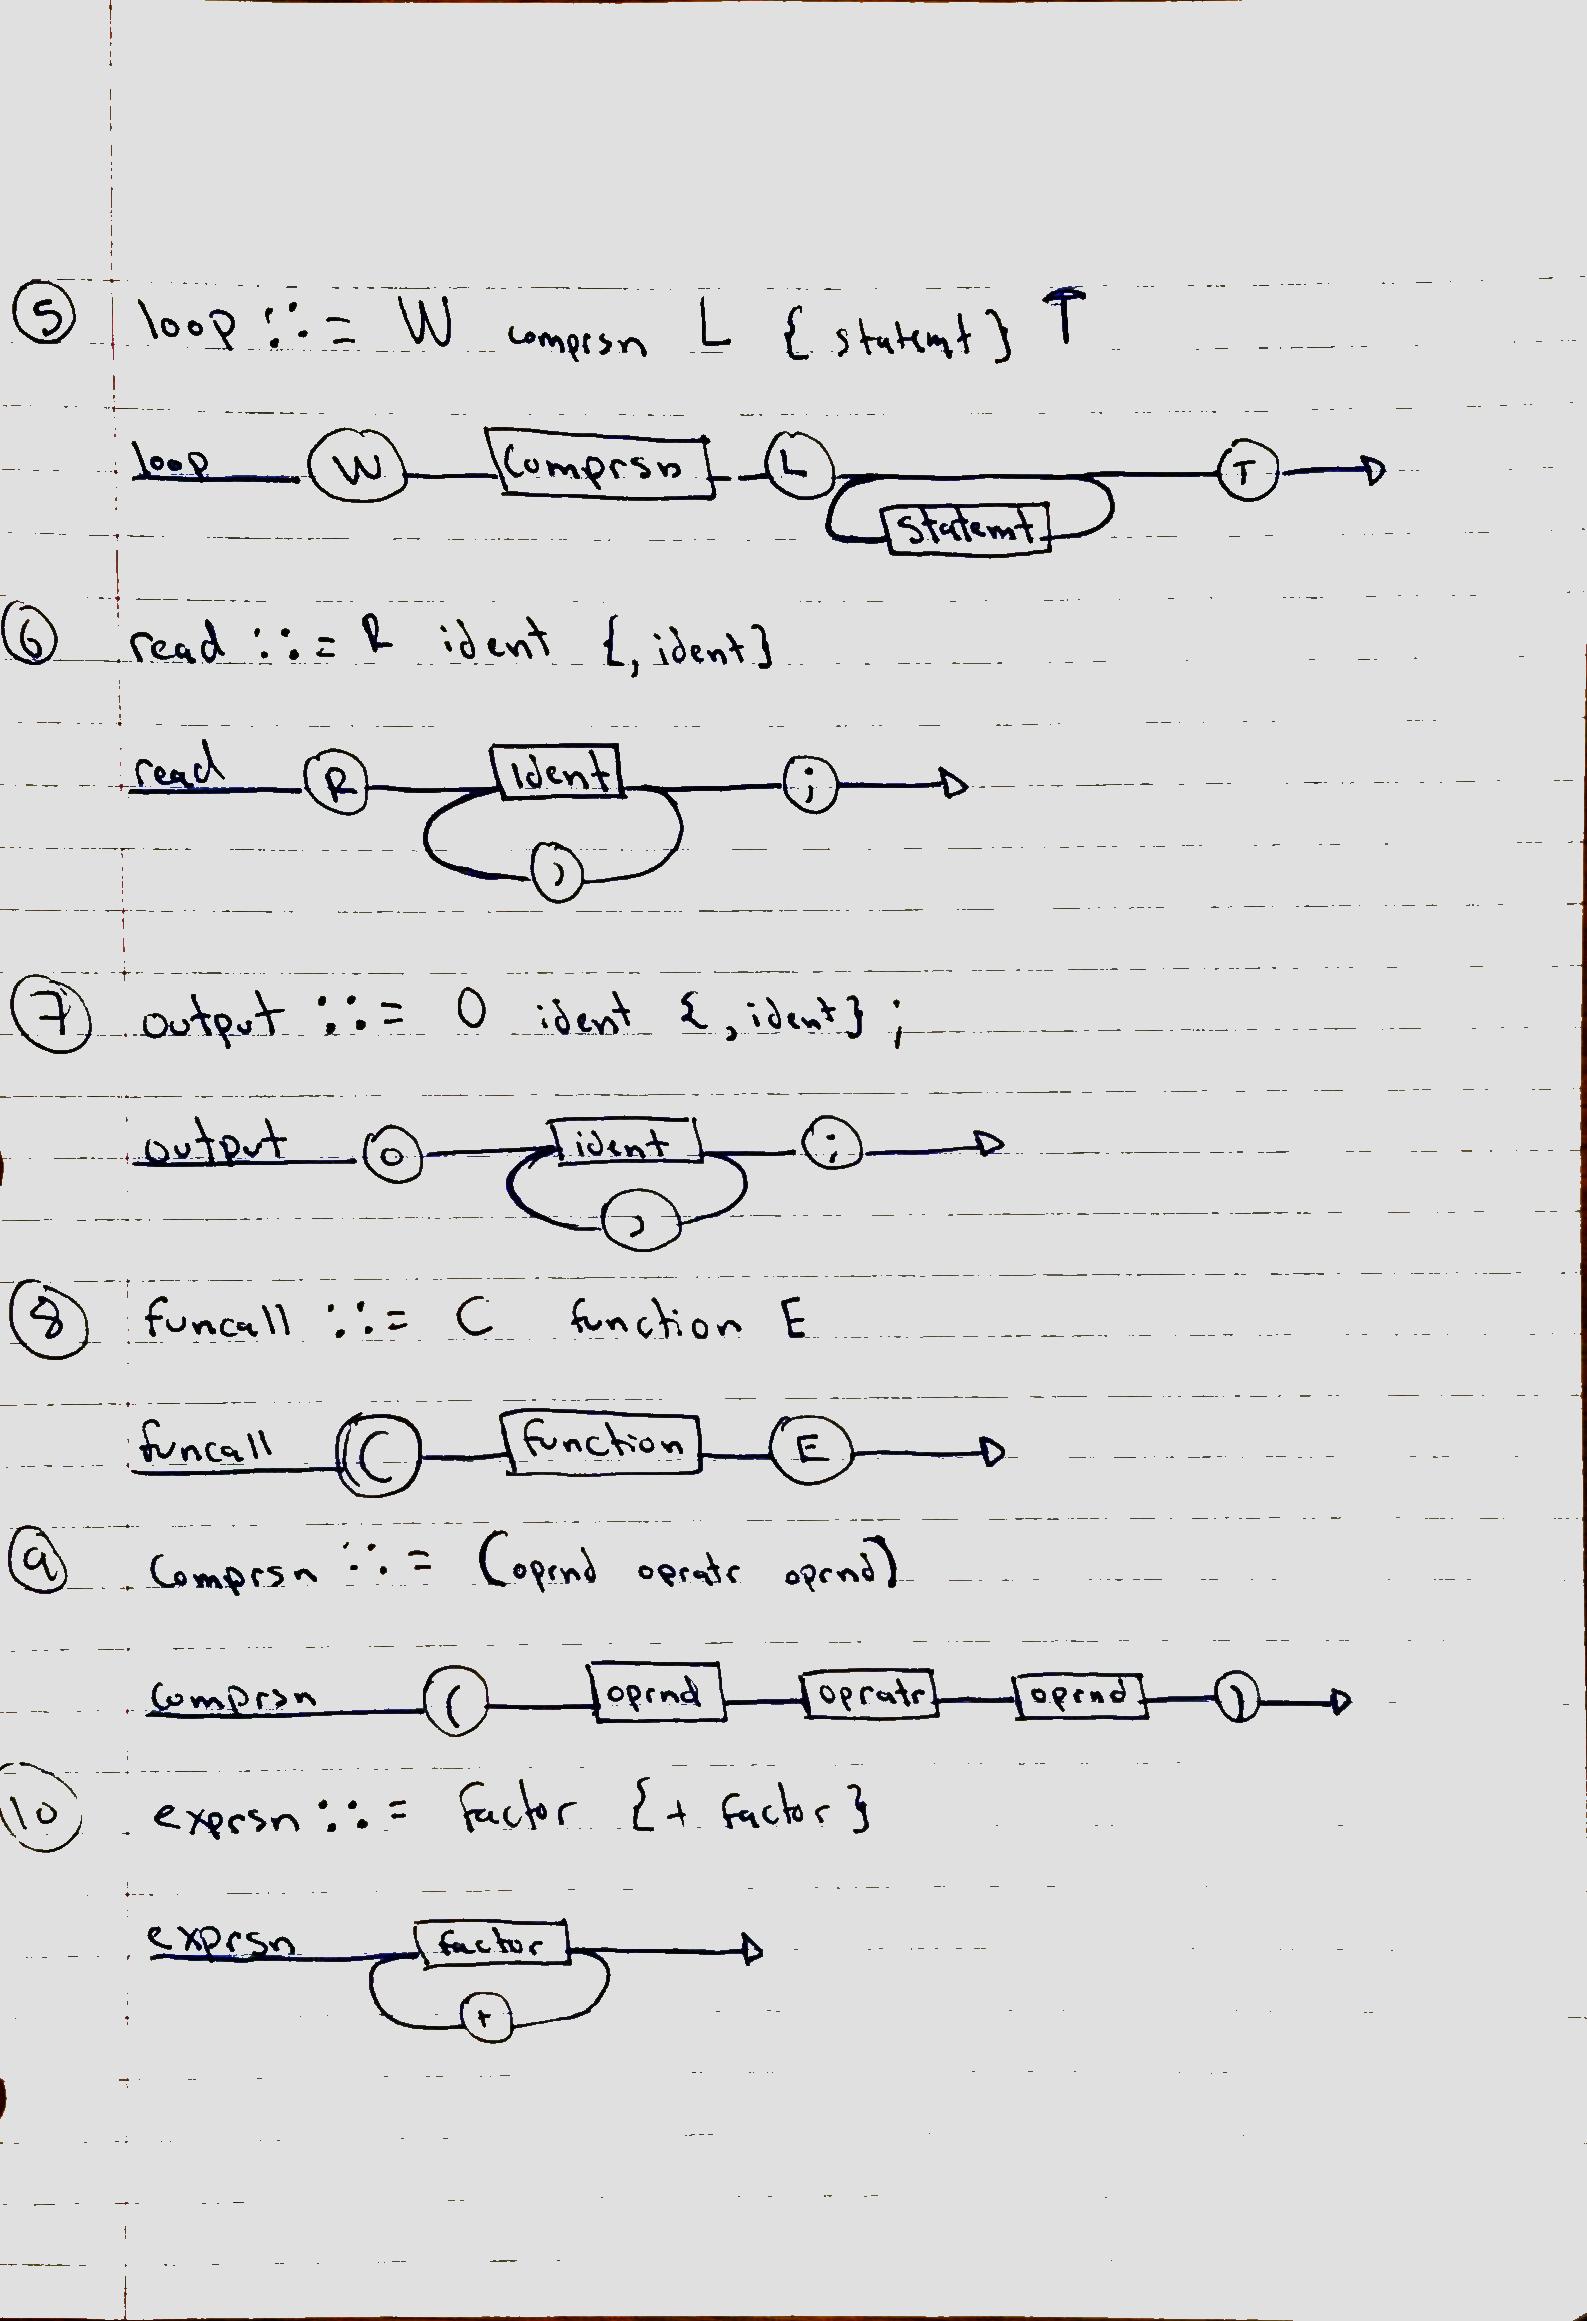 5 loop ::= W comprsn L { statemt } T
loop W Comprsn L T
statemt
6 read ::= R ident {, ident}
read R ident ;
,
7 output ::= O ident {, ident} ;
output O ident ;
,
8 funcall ::= C function E
funcall C function E
9 comprsn ::= (oprnd opratr oprnd)
comprsn ( oprnd opratr oprnd )
10 exprsn ::= factor {+ factor}
exprsn factor
+